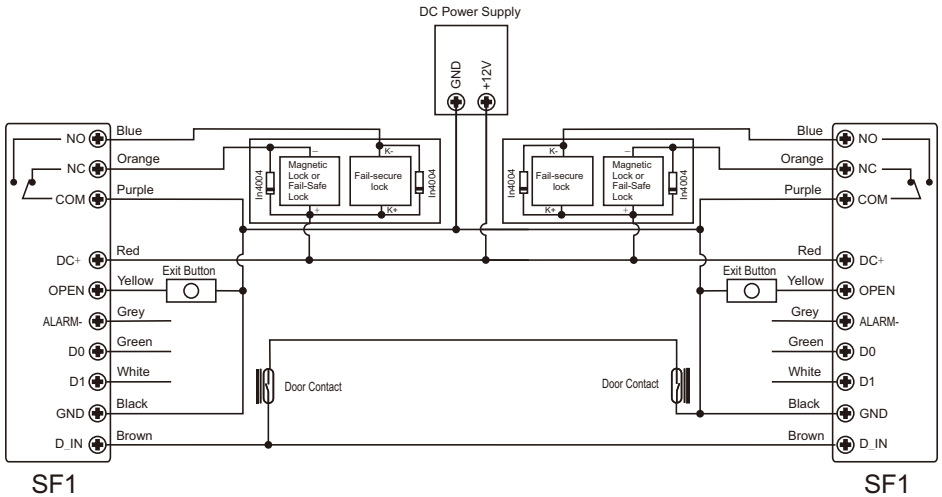 DC Power Supply
GND
+12V
NO
Blue
NC
Orange
COM
Purple
DC+
Red
OPEN
Yellow
Exit Button
ALARM-
Grey
D0
Green
D1
White
GND
Black
D_IN
Brown
SF1
In4004
–
Magnetic
Lock or
Fail-Safe
Lock
+
K-
Fail-secure
lock
K+
In4004
In4004
K-
Fail-secure
lock
K+
–
Magnetic
Lock or
Fail-Safe
Lock
+
In4004
Door Contact
Door Contact
Blue
NO
Orange
NC
Purple
COM
Red
DC+
Exit Button
Yellow
OPEN
Grey
ALARM-
Green
D0
White
D1
Black
GND
Brown
D_IN
SF1